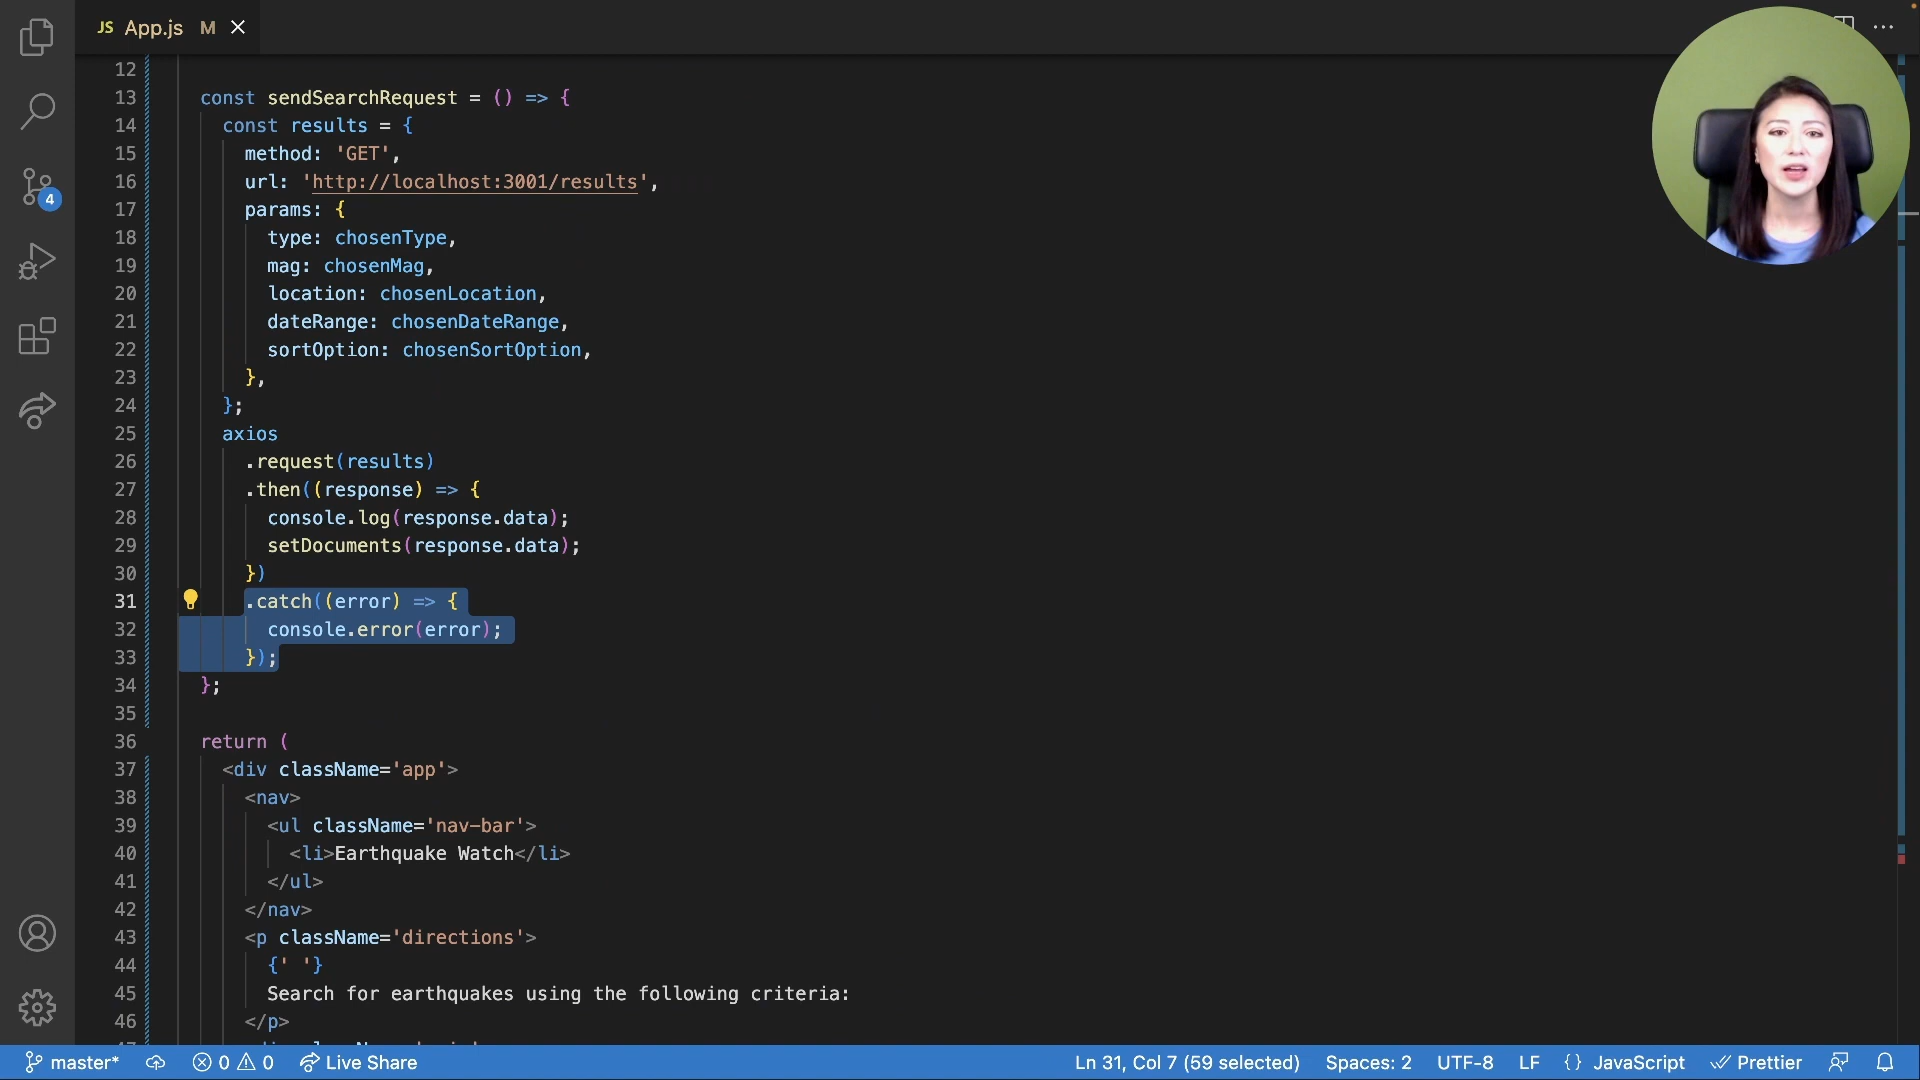 JS App.js M
12
13 const sendSearchRequest = () => {
14 const results = {
15 method: 'GET',
16 url: 'http://localhost:3001/results',
17 params: {
18 type: chosenType,
19 mag: chosenMag,
20 location: chosenLocation,
21 dateRange: chosenDateRange,
22 sortOption: chosenSortOption,
23 },
24 };
25 axios
26 .request(results)
27 .then((response) => {
28 console.log(response.data);
29 setDocuments(response.data);
30 })
31 .catch((error) => {
32 console.error(error);
33 });
34 };
35
36 return (
37 <div className='app'>
38 <nav>
39 <ul className='nav-bar'>
40 <li>Earthquake Watch</li>
41 </ul>
42 </nav>
43 <p className='directions'>
44 {' '}
45 Search for earthquakes using the following criteria:
46 </p>
4
master* 0 0 Live Share Ln 31, Col 7 (59 selected) Spaces: 2 UTF-8 LF {} JavaScript Prettier